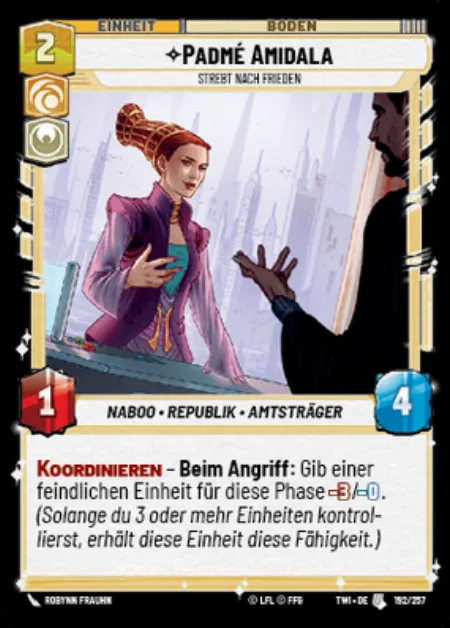 EINHEIT BODEN
2
✧PADMÉ AMIDALA
STREBT NACH FRIEDEN
1
NABOO • REPUBLIK • AMTSTRÄGER
4
KOORDINIEREN – Beim Angriff: Gib einer
feindlichen Einheit für diese Phase -3/-0.
(Solange du 3 oder mehr Einheiten kontrol-
lierst, erhält diese Einheit diese Fähigkeit.)
ROBYNN FRAUHN © LFL © FFG TWI • DE 192/257